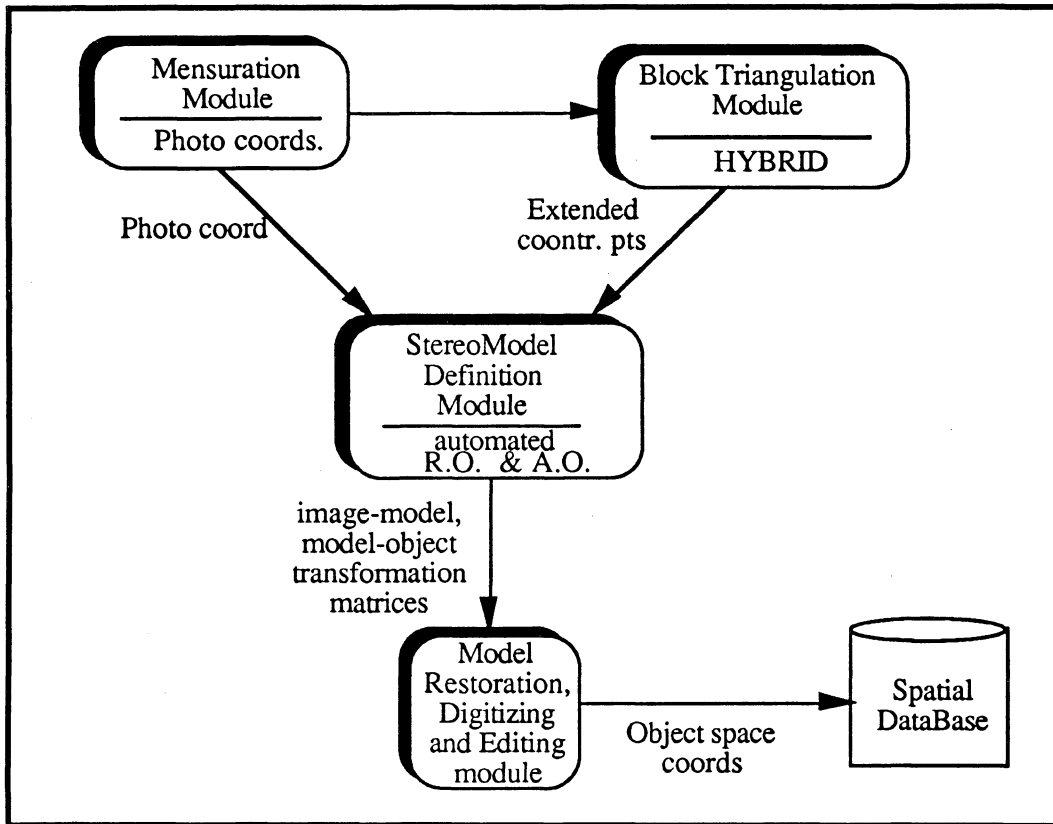 Mensuration
Module
Photo coords.
Block Triangulation
Module
HYBRID
Photo coord
Extended
coontr. pts
StereoModel
Definition
Module
automated
R.O. & A.O.
image-model,
model-object
transformation
matrices
Model
Restoration,
Digitizing
and Editing
module
Object space
coords
Spatial
DataBase